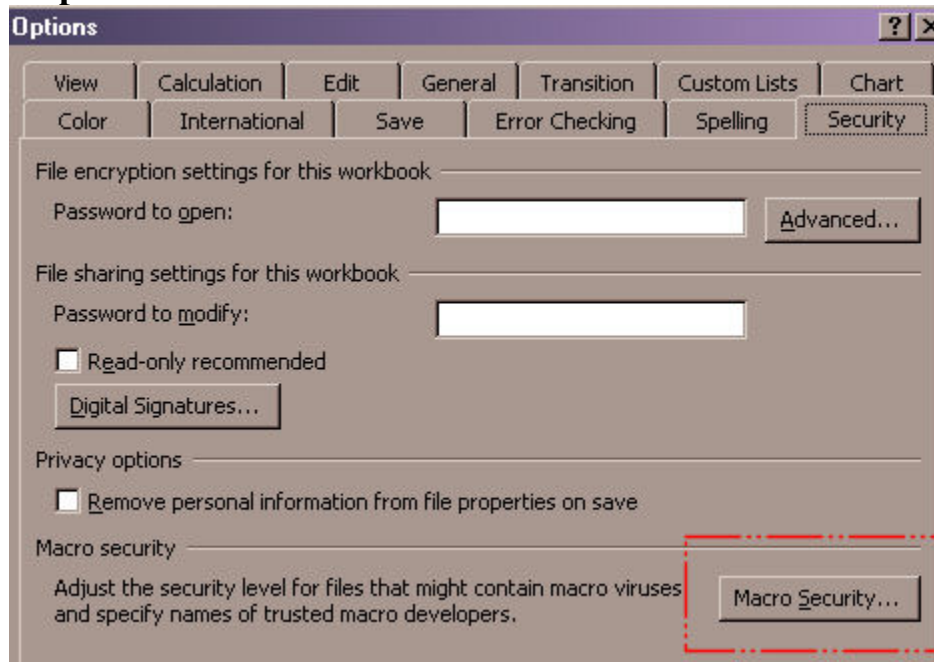 Options
View Calculation Edit General Transition Custom Lists Chart
Color International Save Error Checking Spelling Security
File encryption settings for this workbook
Password to open: Advanced...
File sharing settings for this workbook
Password to modify:
Read-only recommended
Digital Signatures...
Privacy options
Remove personal information from file properties on save
Macro security
Adjust the security level for files that might contain macro viruses
and specify names of trusted macro developers.
Macro Security...